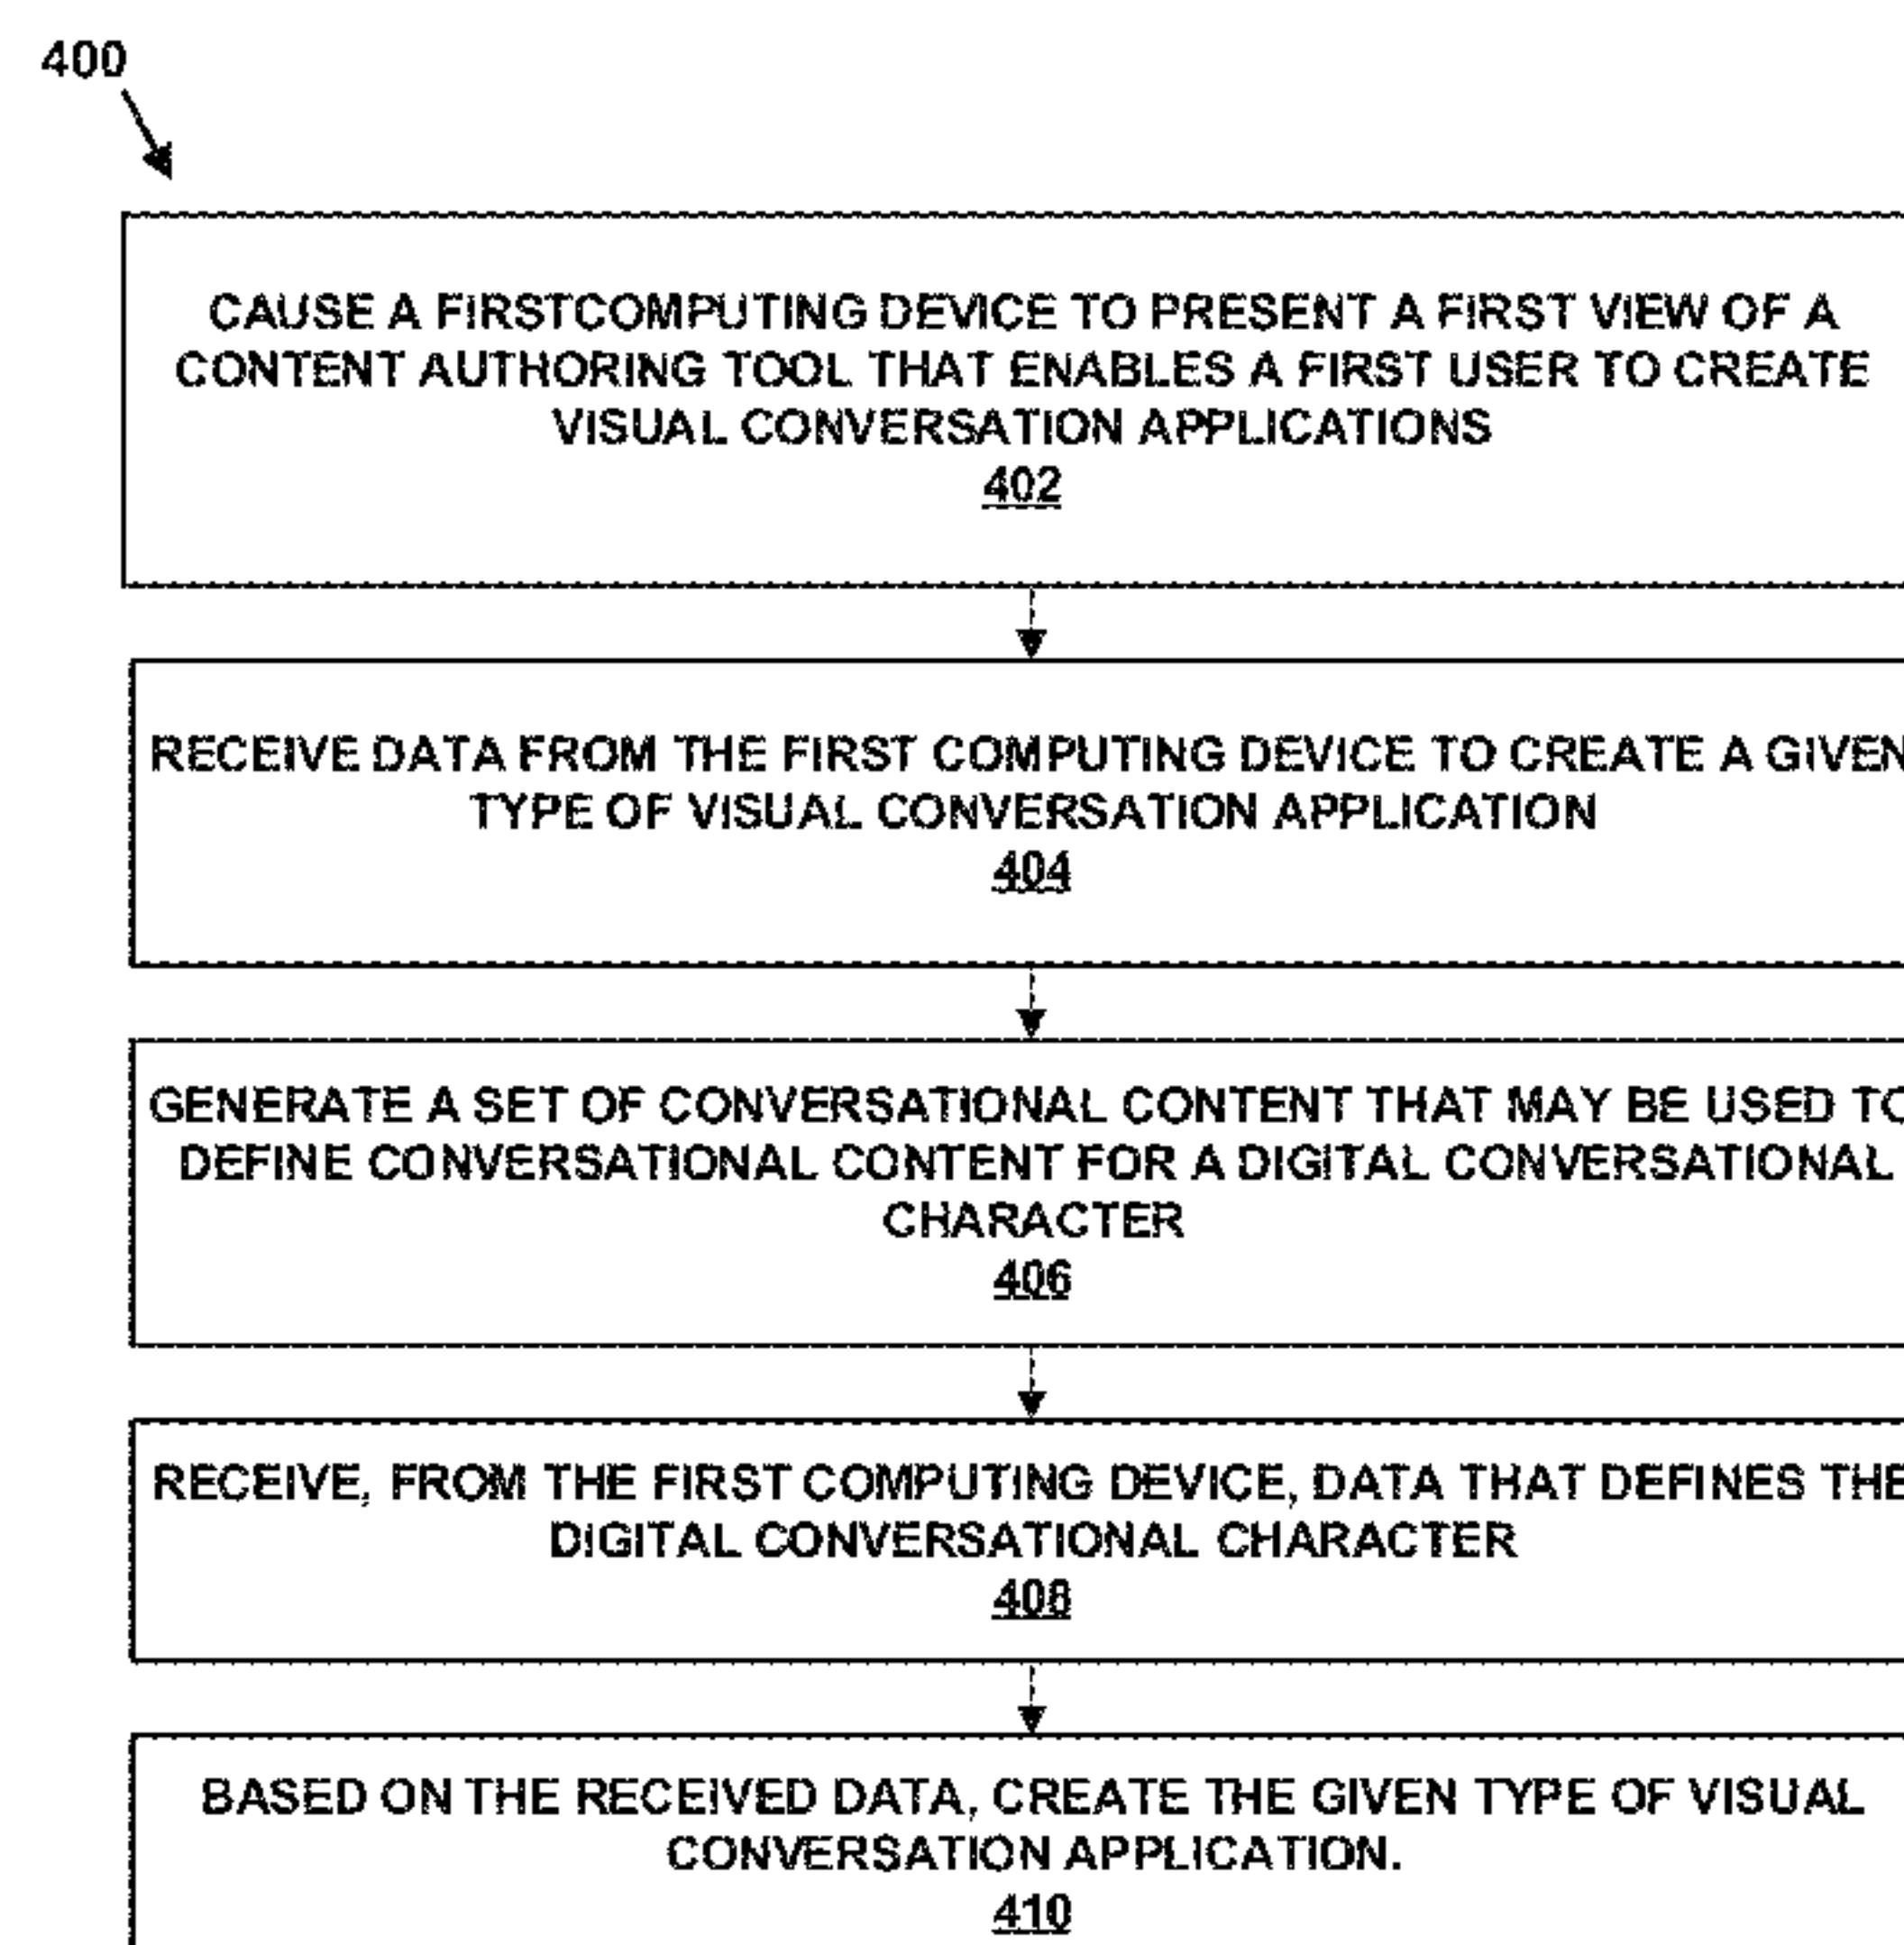 400
CAUSE A FIRSTCOMPUTING DEVICE TO PRESENT A FIRST VIEW OF A
CONTENT AUTHORING TOOL THAT ENABLES A FIRST USER TO CREATE
VISUAL CONVERSATION APPLICATIONS
402
RECEIVE DATA FROM THE FIRST COMPUTING DEVICE TO CREATE A GIVEN
TYPE OF VISUAL CONVERSATION APPLICATION
404
GENERATE A SET OF CONVERSATIONAL CONTENT THAT MAY BE USED TO
DEFINE CONVERSATIONAL CONTENT FOR A DIGITAL CONVERSATIONAL
CHARACTER
406
RECEIVE, FROM THE FIRST COMPUTING DEVICE, DATA THAT DEFINES THE
DIGITAL CONVERSATIONAL CHARACTER
408
BASED ON THE RECEIVED DATA, CREATE THE GIVEN TYPE OF VISUAL
CONVERSATION APPLICATION.
410